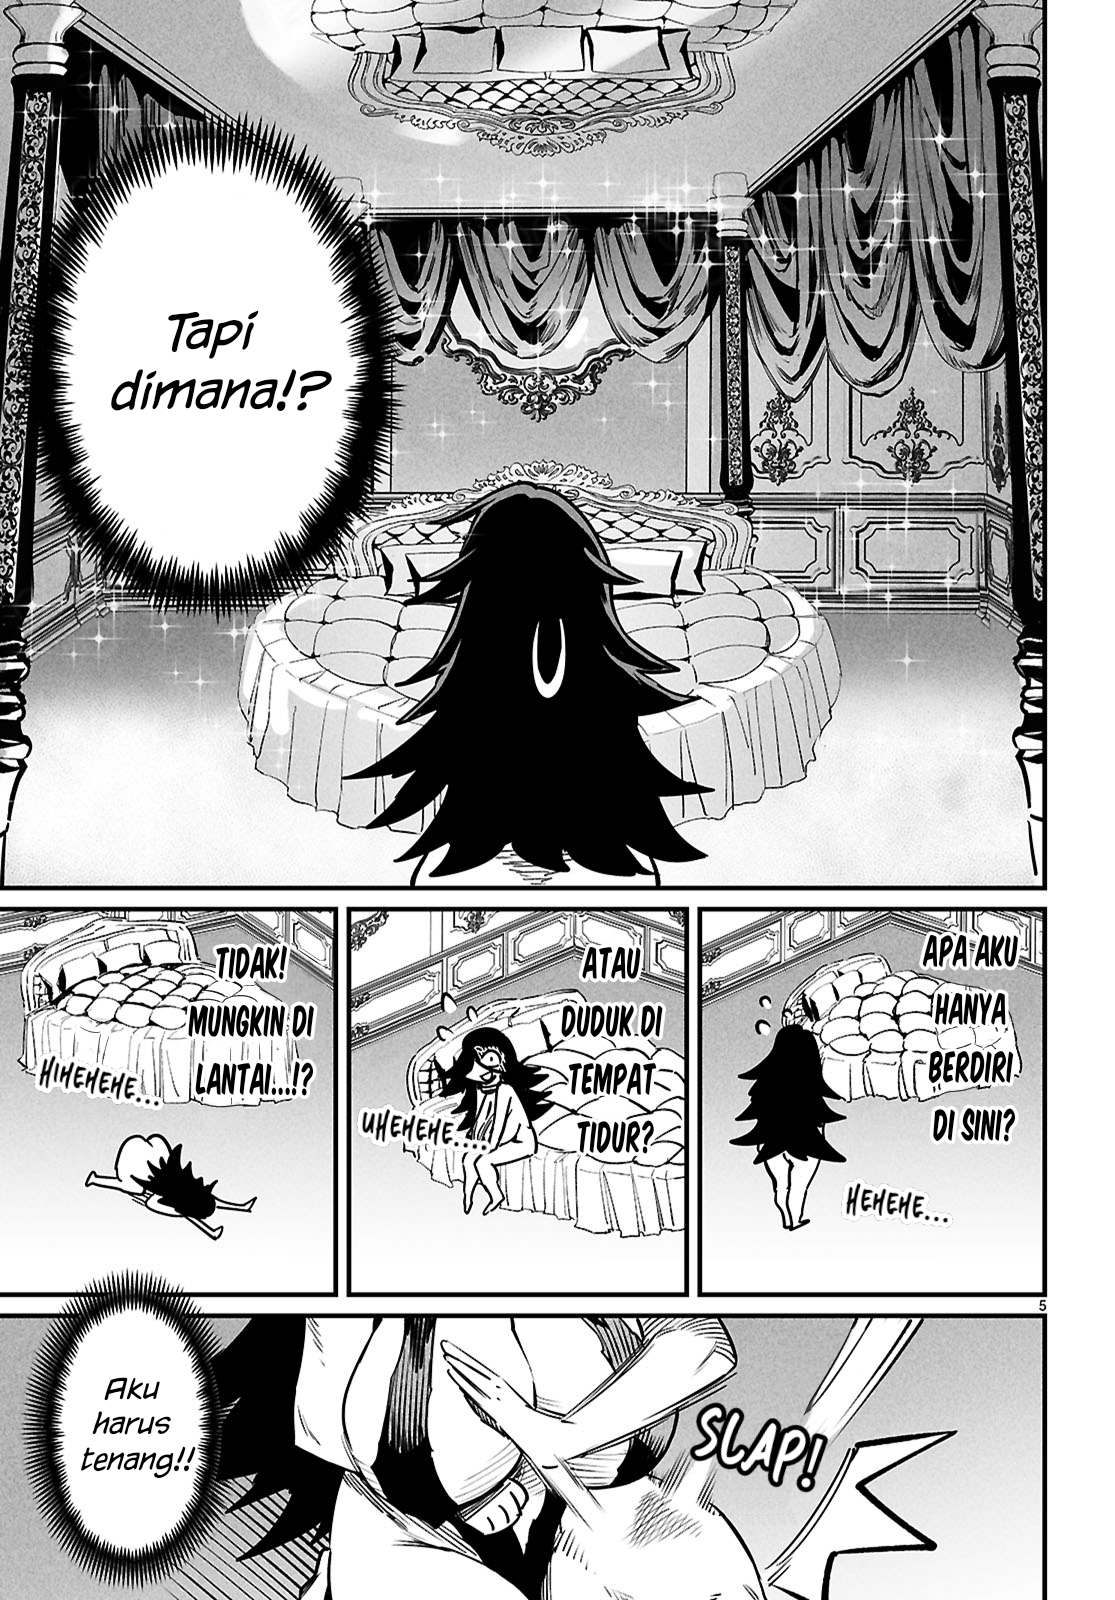 Tapi
dimana!?
APA AKU
HANYA
BERDIRI
DI SINI?
HEHEHE...
ATAU
DUDUK DI
TEMPAT
TIDUR?
UHEHEHE....
TIDAK!
MUNGKIN DI
LANTAI...!?
HIHEHEHE...
5
Aku
harus
tenang!!
SLAP!